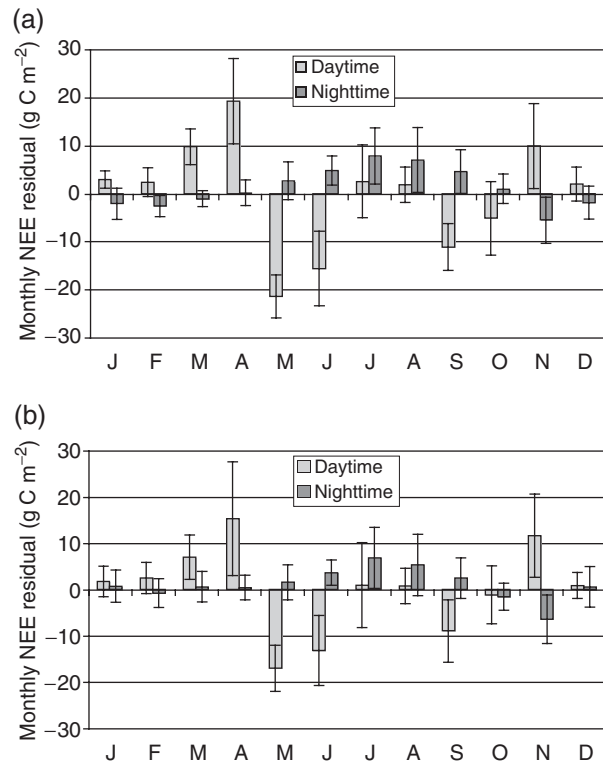 (a)
Monthly NEE residual (g C m−2)
30
20
10
0
−10
−20
−30
Daytime
Nighttime
J F M A M J J A S O N D
(b)
Monthly NEE residual (g C m−2)
30
20
10
0
−10
−20
−30
Daytime
Nighttime
J F M A M J J A S O N D